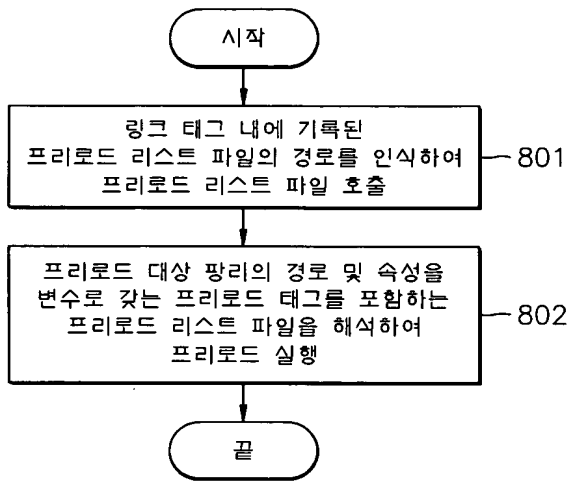 시작
링크 태그 내에 기록된
프리로드 리스트 파일의 경로를 인식하여
프리로드 리스트 파일 호출
801
프리로드 대상 팡리의 경로 및 속성을
변수로 갖는 프리로드 태그를 포함하는
프리로드 리스트 파일을 해석하여
프리로드 실행
802
끝